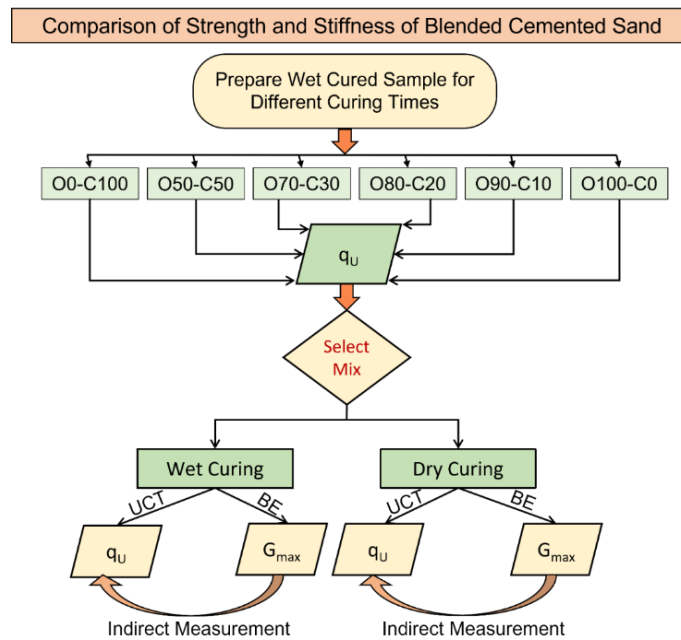 Comparison of Strength and Stiffness of Blended Cemented Sand
Prepare Wet Cured Sample for
Different Curing Times
O0-C100 O50-C50 O70-C30 O80-C20 O90-C10 O100-C0
qU
Select
Mix
Wet Curing Dry Curing
UCT BE UCT BE
qU Gmax qU Gmax
Indirect Measurement Indirect Measurement